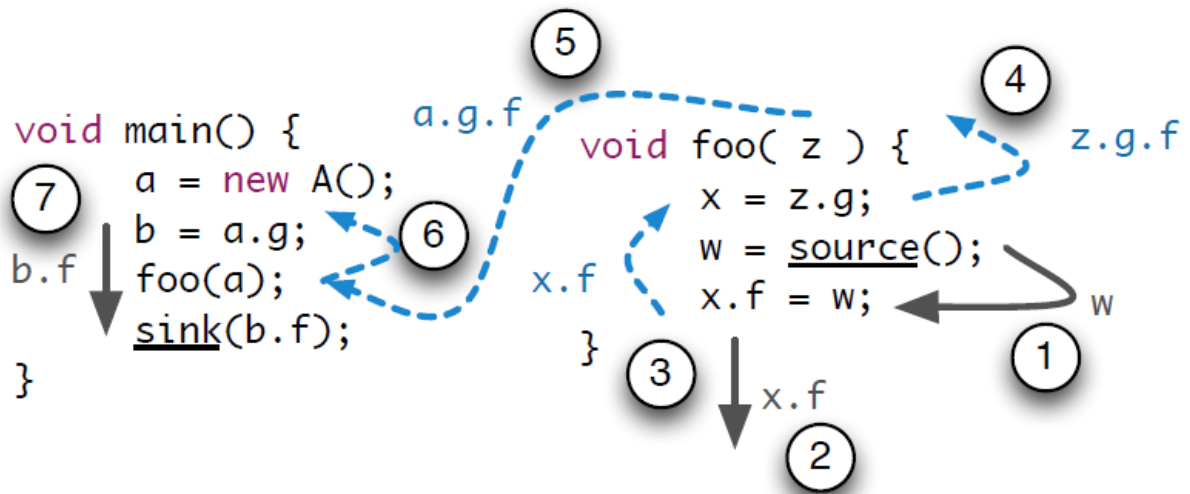 5
4
a.g.f
void main() {
void foo( z ) {
z.g.f
7
a = new A();
x = z.g;
6
b = a.g;
w = source();
b.f
foo(a);
x.f
x.f = w;
w
sink(b.f);
}
}
3
1
x.f
2